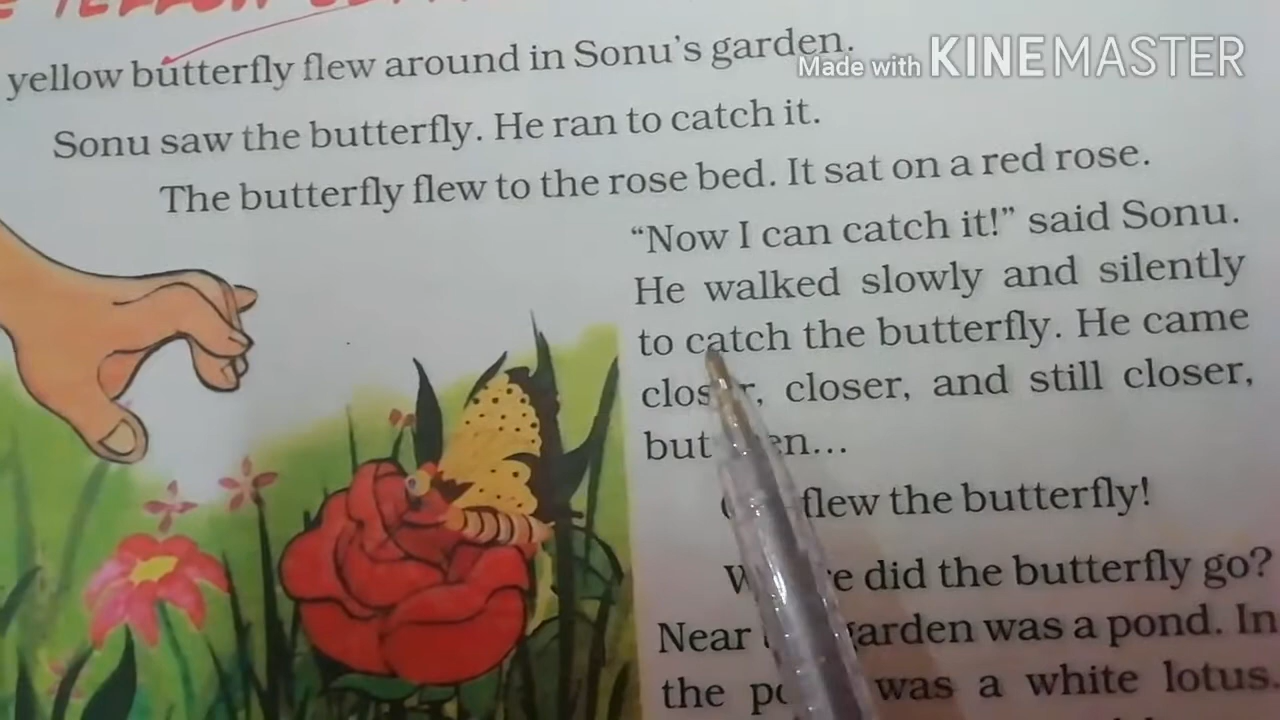 YELLOW
yellow butterfly flew around in Sonu's garden.
Made with KINEMASTER
Sonu saw the butterfly. He ran to catch it.
The butterfly flew to the rose bed. It sat on a red rose.
“Now I can catch it!” said Sonu.
He walked slowly and silently
to catch the butterfly. He came
closer, closer, and still closer,
but
flew the butterfly!
did the butterfly go?
Near garden was a pond. In
the was a white lotus.